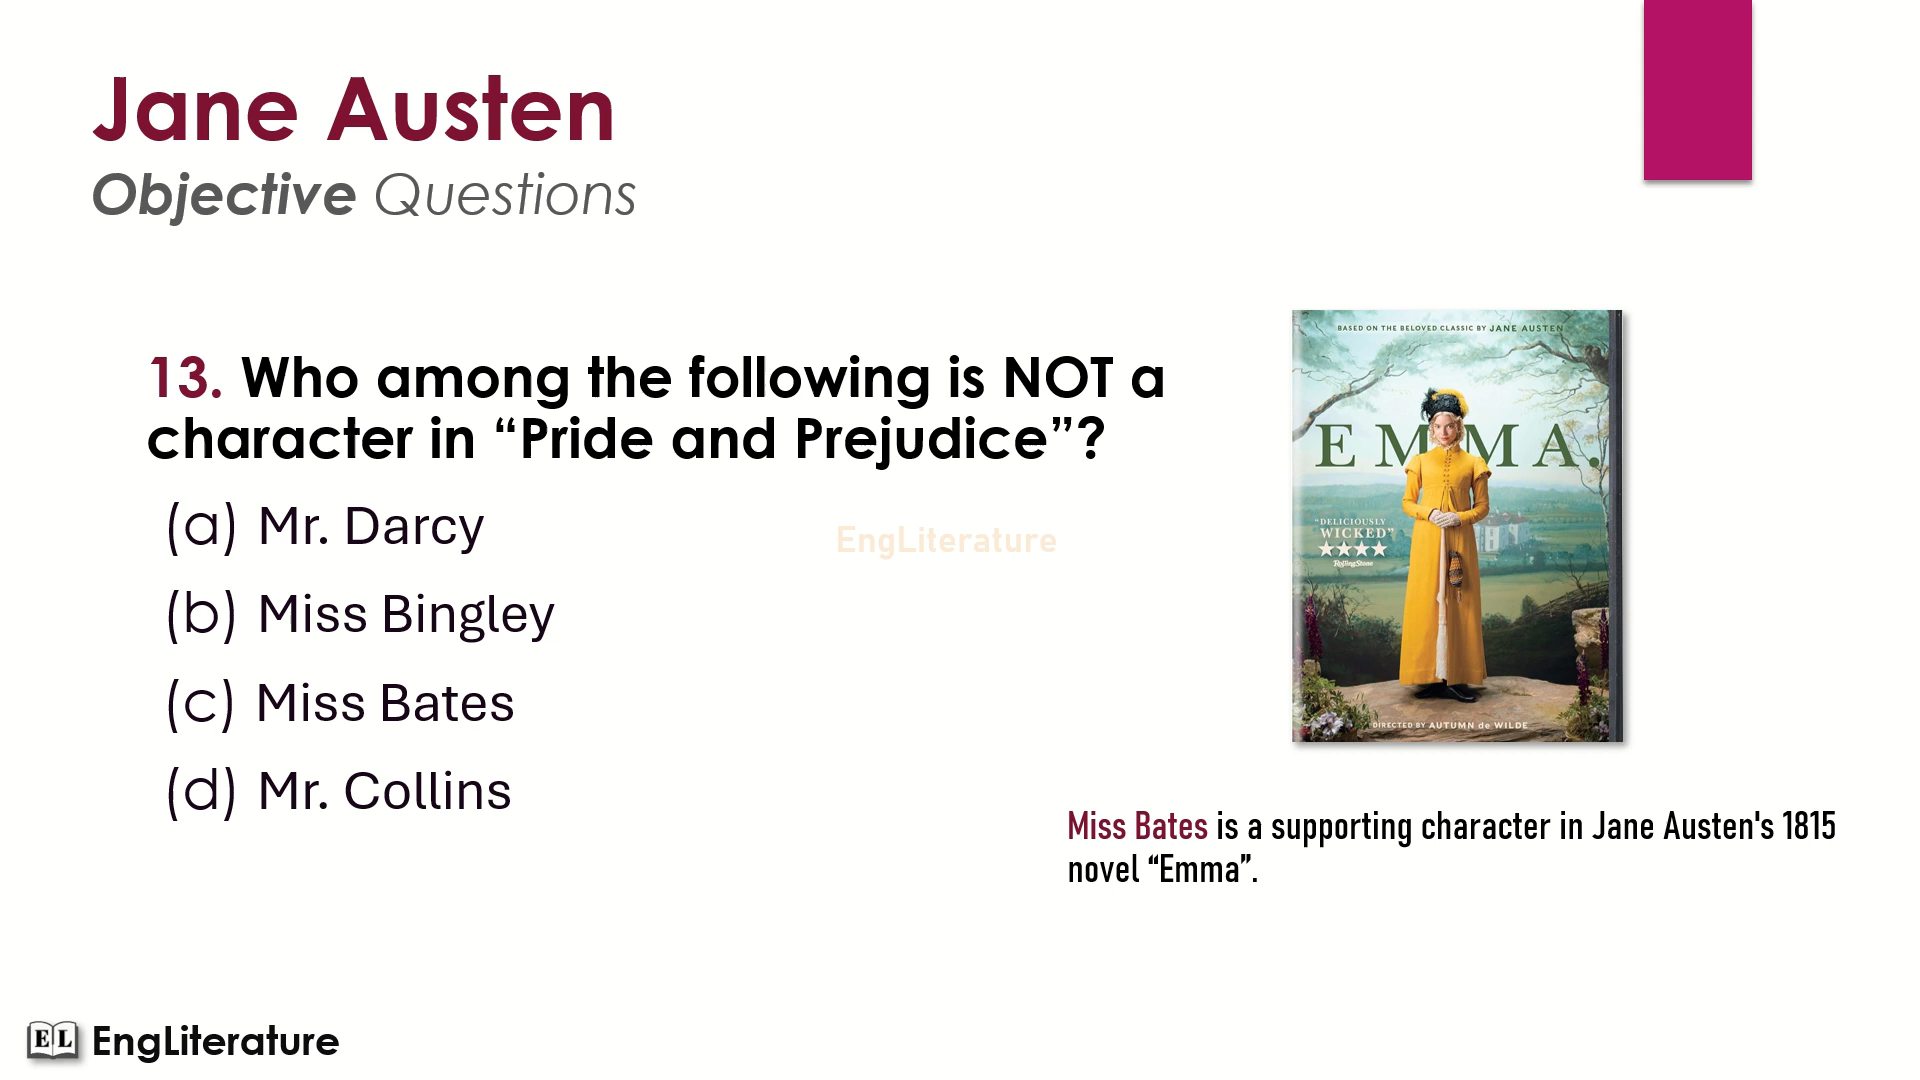 Jane Austen
Objective Questions
13. Who among the following is NOT a
character in “Pride and Prejudice”?
(a) Mr. Darcy
(b) Miss Bingley
(c) Miss Bates
(d) Mr. Collins
EngLiterature
BASED ON THE BELOVED CLASSIC BY JANE AUSTEN
EMMA.
“DELICIOUSLY
WICKED”
RollingStone
DIRECTED BY AUTUMN de WILDE
Miss Bates is a supporting character in Jane Austen's 1815
novel “Emma”.
EL EngLiterature